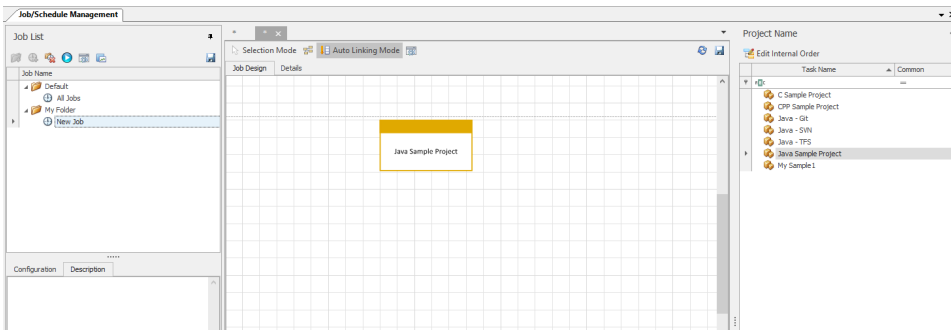 Job/Schedule Management
Job List
Job Name
Default
All Jobs
My Folder
New Job
Configuration
Description
*
* ×
Selection Mode
Auto Linking Mode
Job Design
Details
Java Sample Project
Project Name
Edit Internal Order
Task Name
Common
=
C Sample Project
CPP Sample Project
Java - Git
Java - SVN
Java - TFS
Java Sample Project
My Sample1